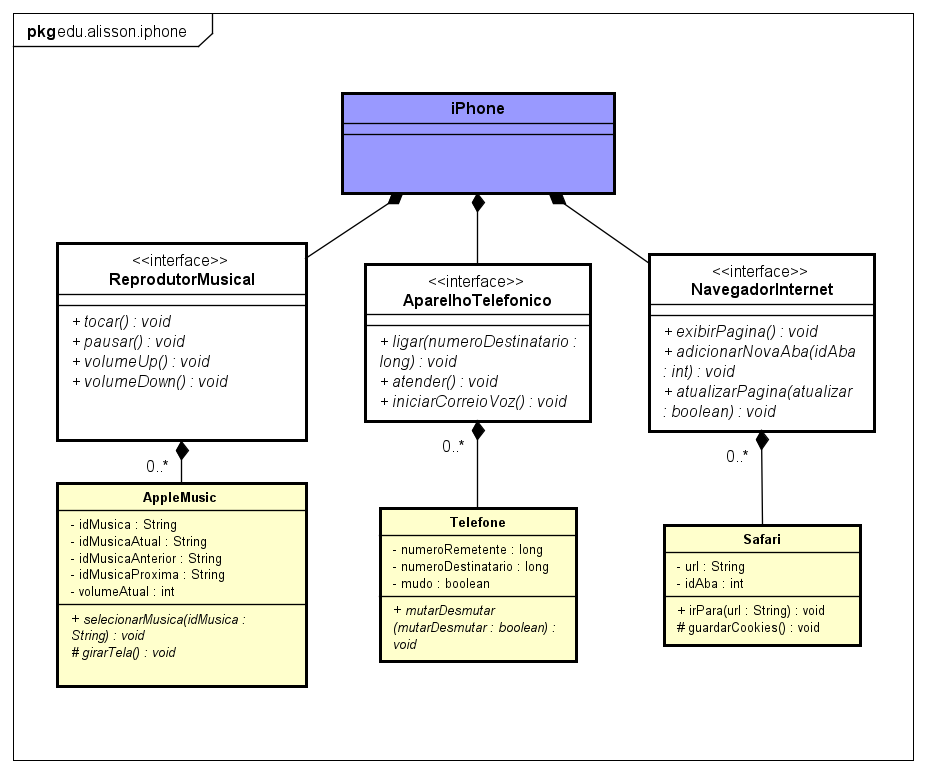 pkg edu.alisson.iphone
iPhone
<<interface>>
ReprodutorMusical
+ tocar() : void
+ pausar() : void
+ volumeUp() : void
+ volumeDown() : void
<<interface>>
AparelhoTelefonico
+ ligar(numeroDestinatario :
long) : void
+ atender() : void
+ iniciarCorreioVoz() : void
<<interface>>
NavegadorInternet
+ exibirPagina() : void
+ adicionarNovaAba(idAba
: int) : void
+ atualizarPagina(atualizar
: boolean) : void
0..*
0..*
0..*
AppleMusic
- idMusica : String
- idMusicaAtual : String
- idMusicaAnterior : String
- idMusicaProxima : String
- volumeAtual : int
+ selecionarMusica(idMusica :
String) : void
# girarTela() : void
Telefone
- numeroRemetente : long
- numeroDestinatario : long
- mudo : boolean
+ mutarDesmutar
(mutarDesmutar : boolean) :
void
Safari
- url : String
- idAba : int
+ irPara(url : String) : void
# guardarCookies() : void